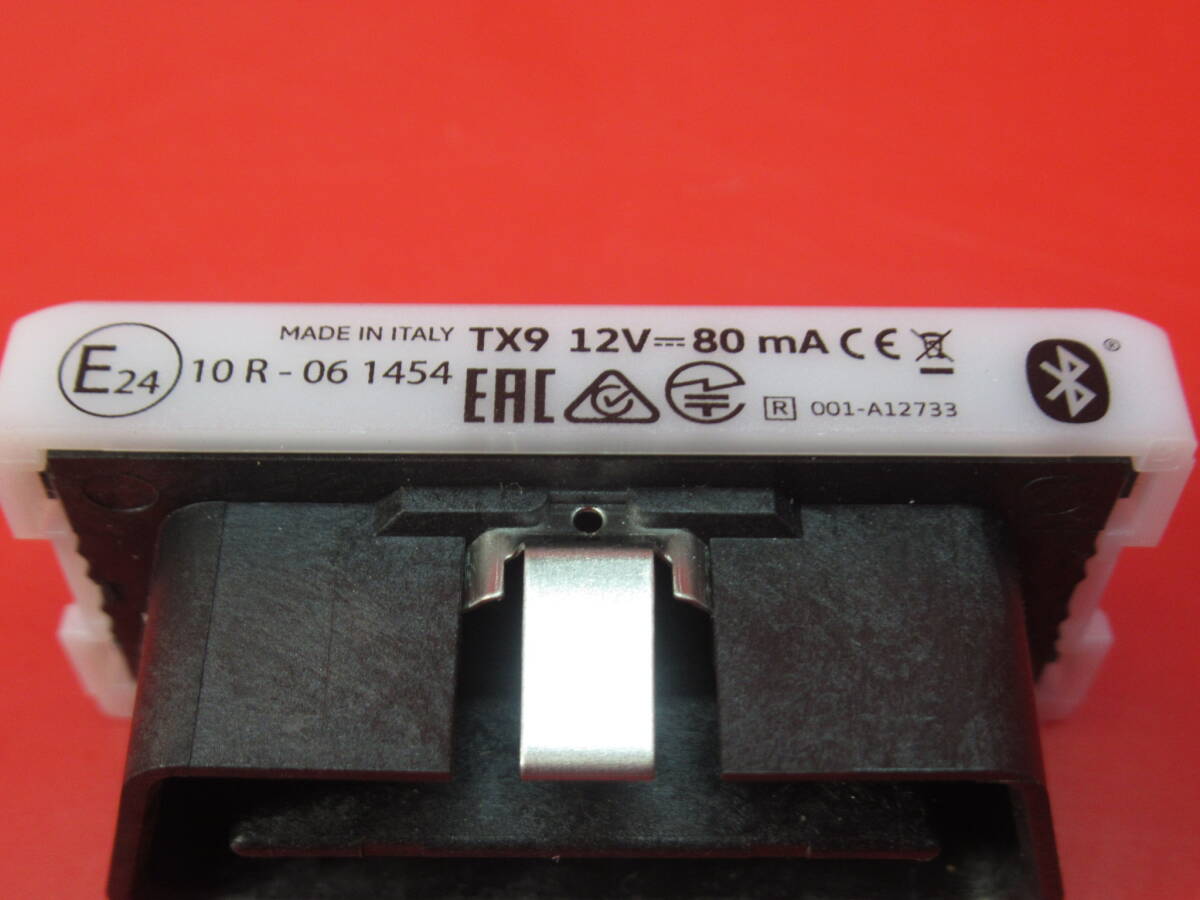 MADE IN ITALY TX9 12V⎓80 mA CE
E24 10 R - 06 1454 EAC R 001-A12733 ®